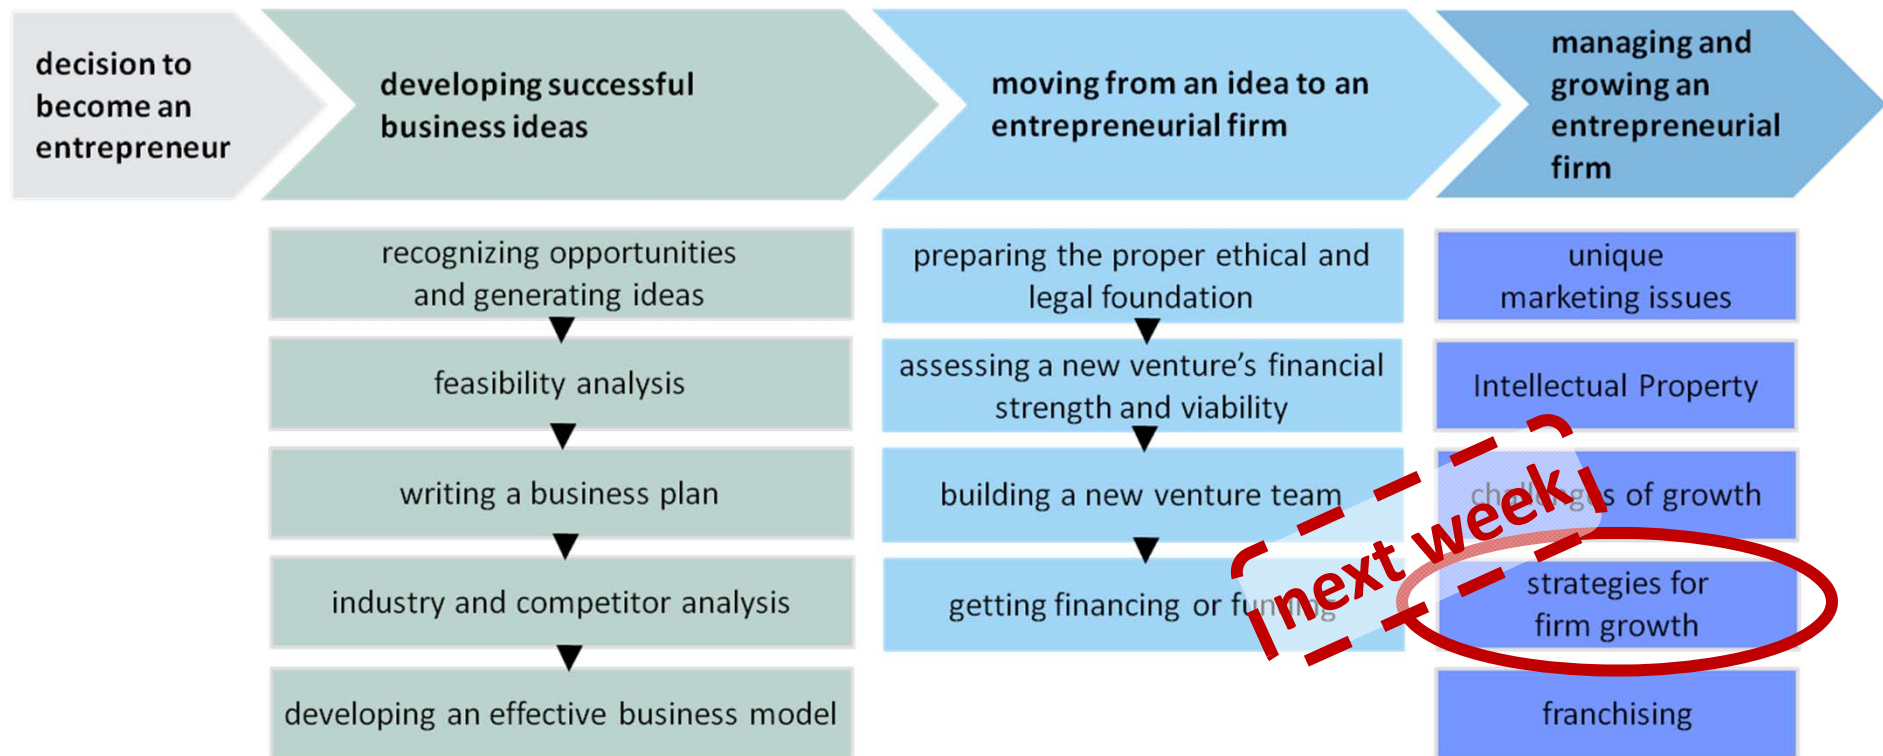 decision to
become an
entrepreneur
developing successful
business ideas
moving from an idea to an
entrepreneurial firm
managing and
growing an
entrepreneurial
firm
recognizing opportunities
and generating ideas
feasibility analysis
writing a business plan
industry and competitor analysis
developing an effective business model
preparing the proper ethical and
legal foundation
assessing a new venture's financial
strength and viability
building a new venture team
getting financing or funding
unique
marketing issues
Intellectual Property
challenges of growth
strategies for
firm growth
franchising
next week